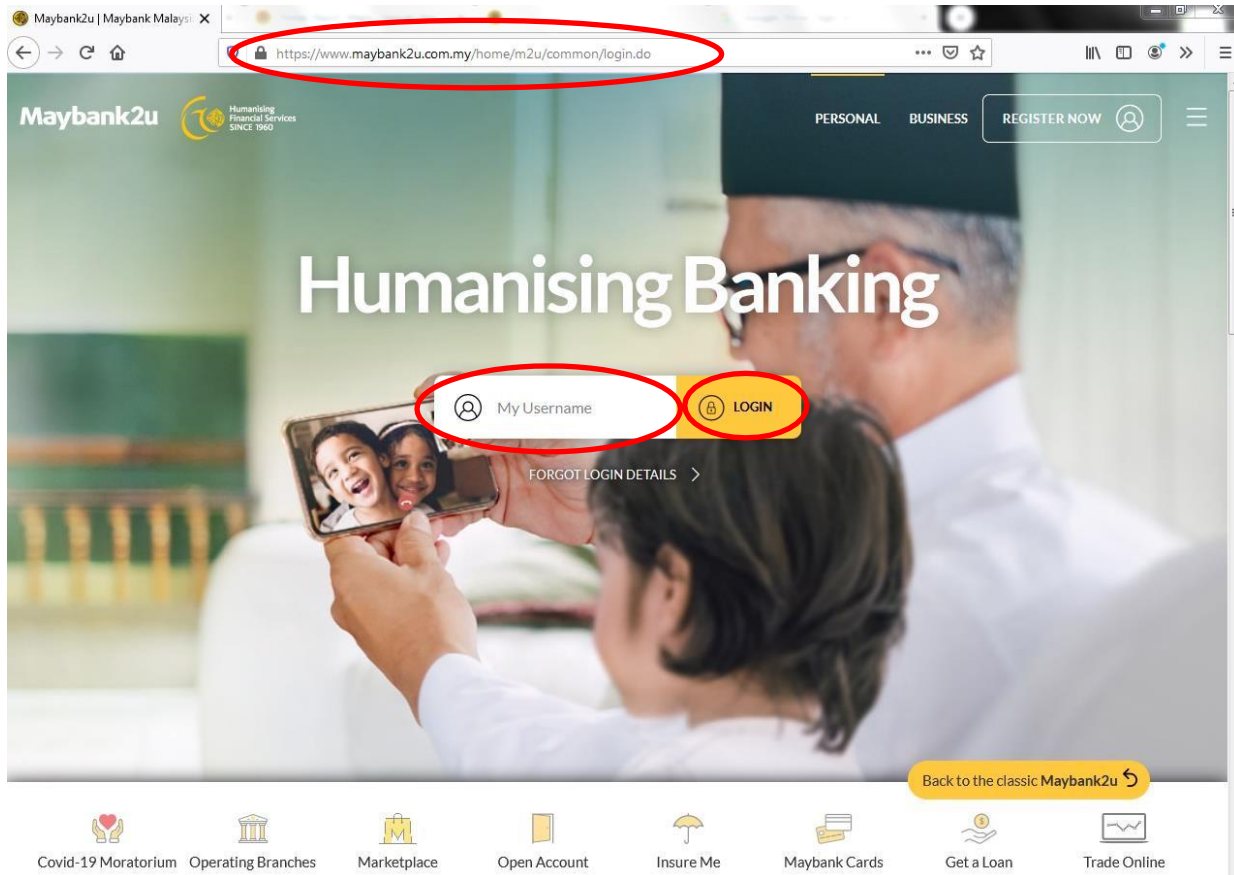 Maybank2u | Maybank Malaysi
https://www.maybank2u.com.my/home/m2u/common/login.do
Maybank2u
Humanising
Financial Services
SINCE 1960
PERSONAL BUSINESS REGISTER NOW
Humanising Banking
My Username
LOGIN
FORGOT LOGIN DETAILS
Back to the classic Maybank2u
Covid-19 Moratorium Operating Branches Marketplace Open Account Insure Me Maybank Cards Get a Loan Trade Online